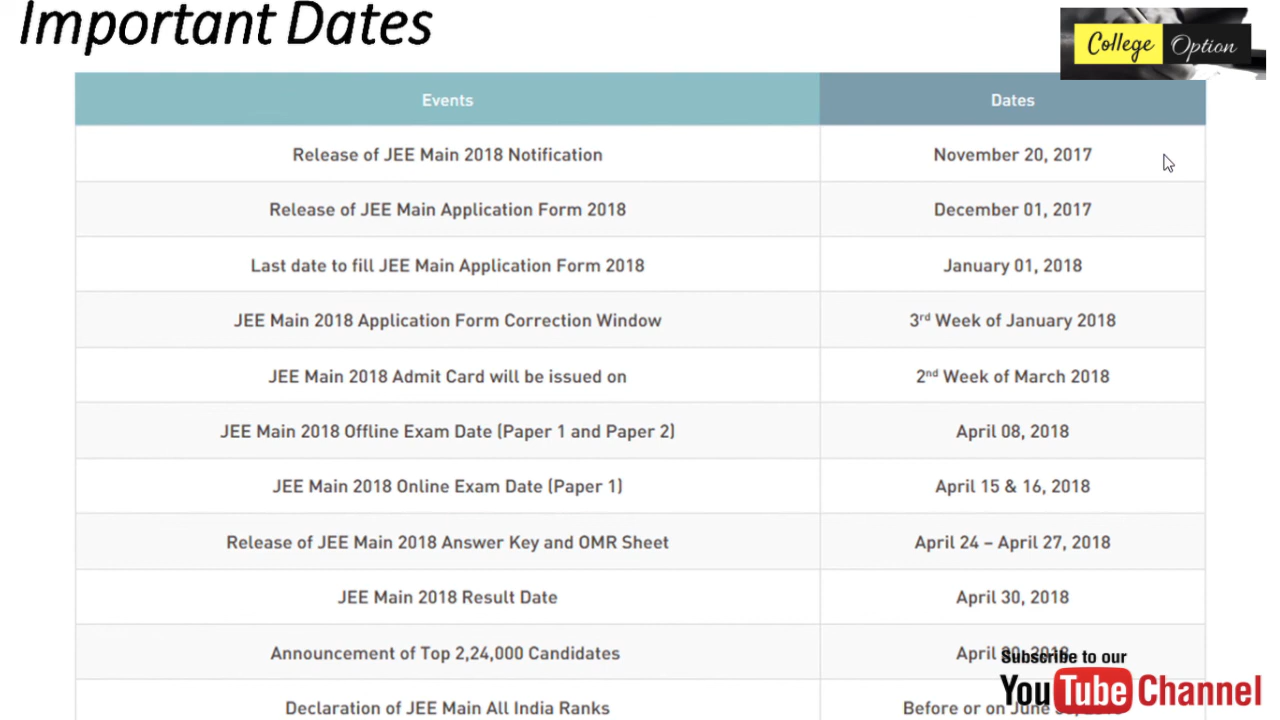 Important Dates
College Option
Events Dates
Release of JEE Main 2018 Notification November 20, 2017
Release of JEE Main Application Form 2018 December 01, 2017
Last date to fill JEE Main Application Form 2018 January 01, 2018
JEE Main 2018 Application Form Correction Window 3rd Week of January 2018
JEE Main 2018 Admit Card will be issued on 2nd Week of March 2018
JEE Main 2018 Offline Exam Date (Paper 1 and Paper 2) April 08, 2018
JEE Main 2018 Online Exam Date (Paper 1) April 15 & 16, 2018
Release of JEE Main 2018 Answer Key and OMR Sheet April 24 – April 27, 2018
JEE Main 2018 Result Date April 30, 2018
Announcement of Top 2,24,000 Candidates April
Subscribe to our
YouTube Channel
Declaration of JEE Main All India Ranks Before or on June